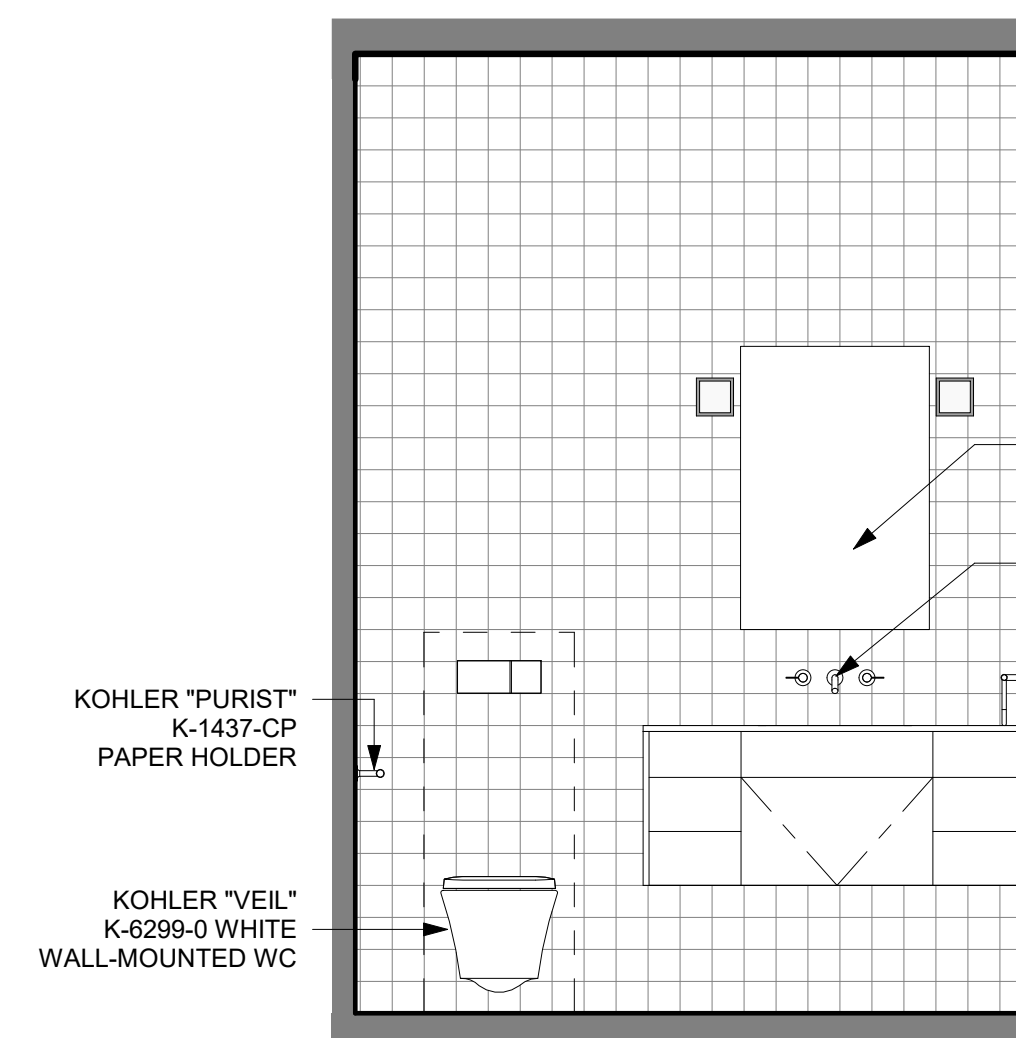 KOHLER "PURIST"
K-1437-CP
PAPER HOLDER
KOHLER "VEIL"
K-6299-0 WHITE
WALL-MOUNTED WC